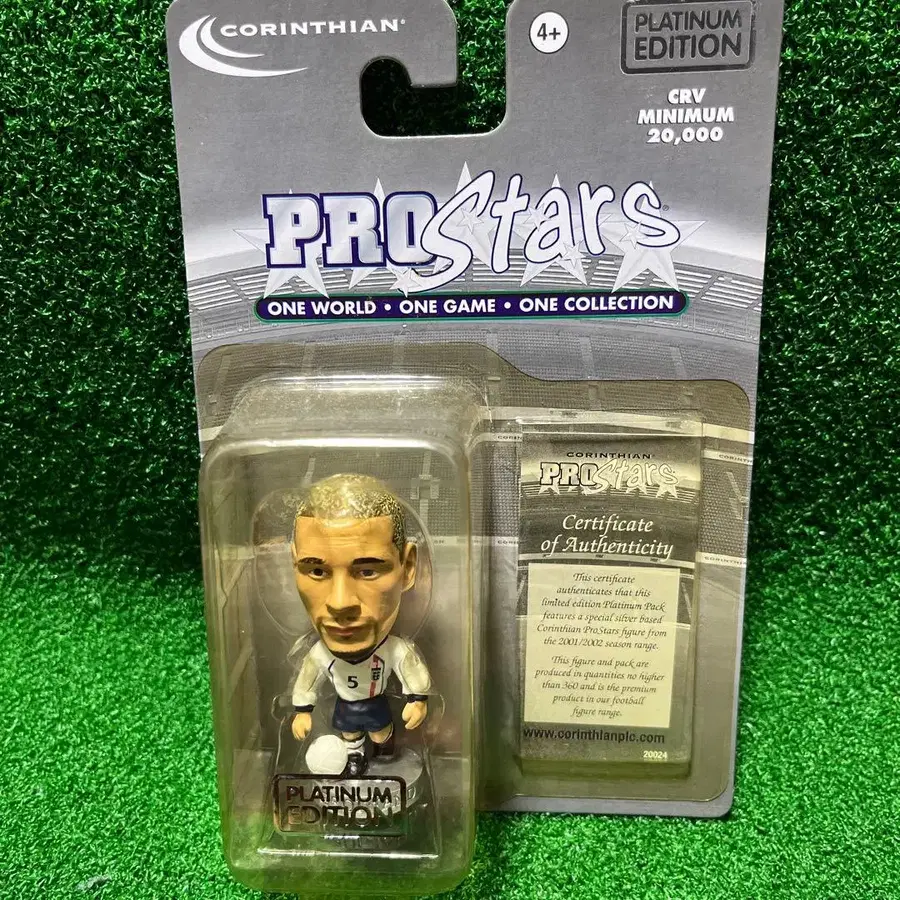 CORINTHIAN®
4+
PLATINUM
EDITION
CRV
MINIMUM
20,000
PROStars®
ONE WORLD • ONE GAME • ONE COLLECTION
CORINTHIAN
PROStars
Certificate
of Authenticity
This certificate
authenticates that this
limited edition Platinum Pack
features a special silver based
Corinthian ProStars figure from
the 2001/2002 season range.
This figure and pack are
produced in quantities no higher
than 360 and is the premium
product in our football
figure range.
www.corinthianplc.com
20024
5
PLATINUM
EDITION